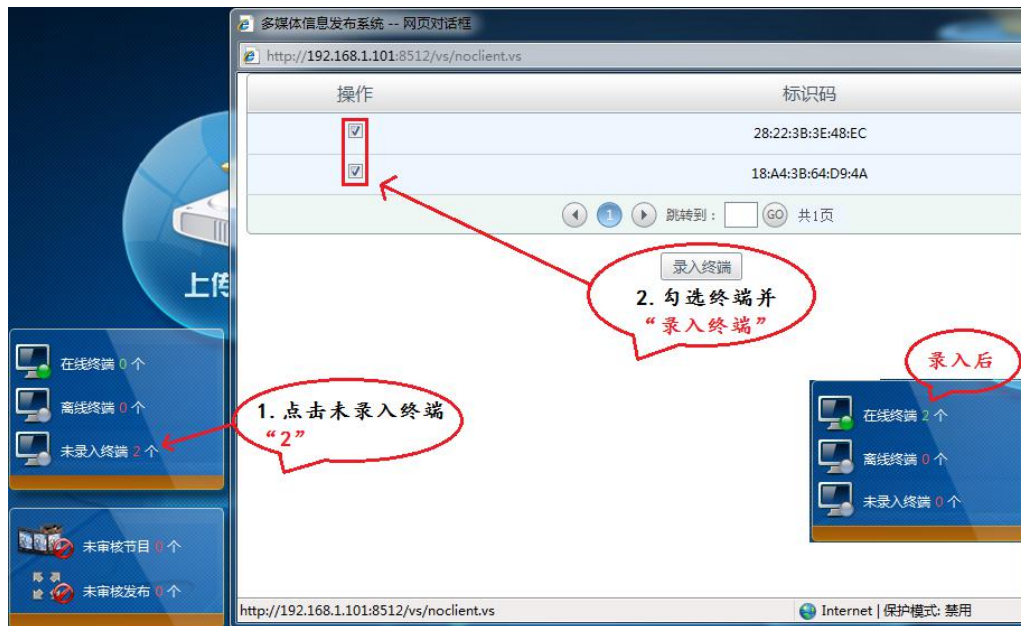 多媒体信息发布系统 -- 网页对话框
http://192.168.1.101:8512/vs/noclient.vs
操作 标识码
28:22:3B:3E:48:EC
18:A4:3B:64:D9:4A
1 跳转到： GO 共1页
录入终端
2. 勾选终端并
“录入终端”
上传
在线终端 0 个
离线终端 0 个
未录入终端 2 个
1. 点击未录入终端
“2”
录入后
在线终端 2 个
离线终端 0 个
未录入终端 0 个
未审核节目 0 个
未审核发布 0 个
http://192.168.1.101:8512/vs/noclient.vs
Internet | 保护模式: 禁用